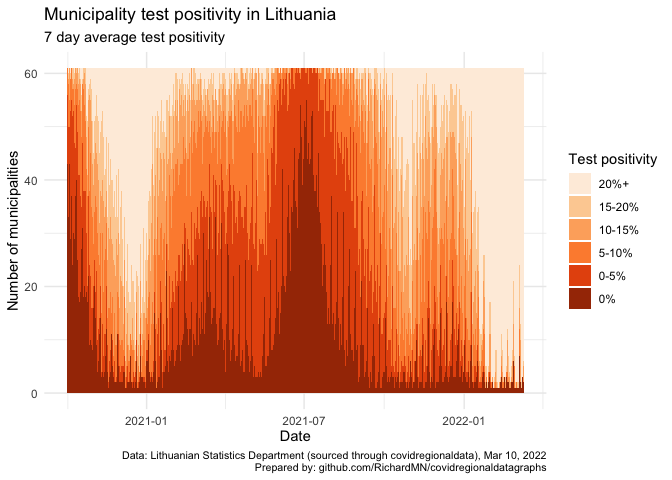 Municipality test positivity in Lithuania
7 day average test positivity
60
40
20
0
Number of municipalities
2021-01
2021-07
2022-01
Date
Test positivity
20%+
15-20%
10-15%
5-10%
0-5%
0%
Data: Lithuanian Statistics Department (sourced through covidregionaldata), Mar 10, 2022
Prepared by: github.com/RichardMN/covidregionaldatagraphs